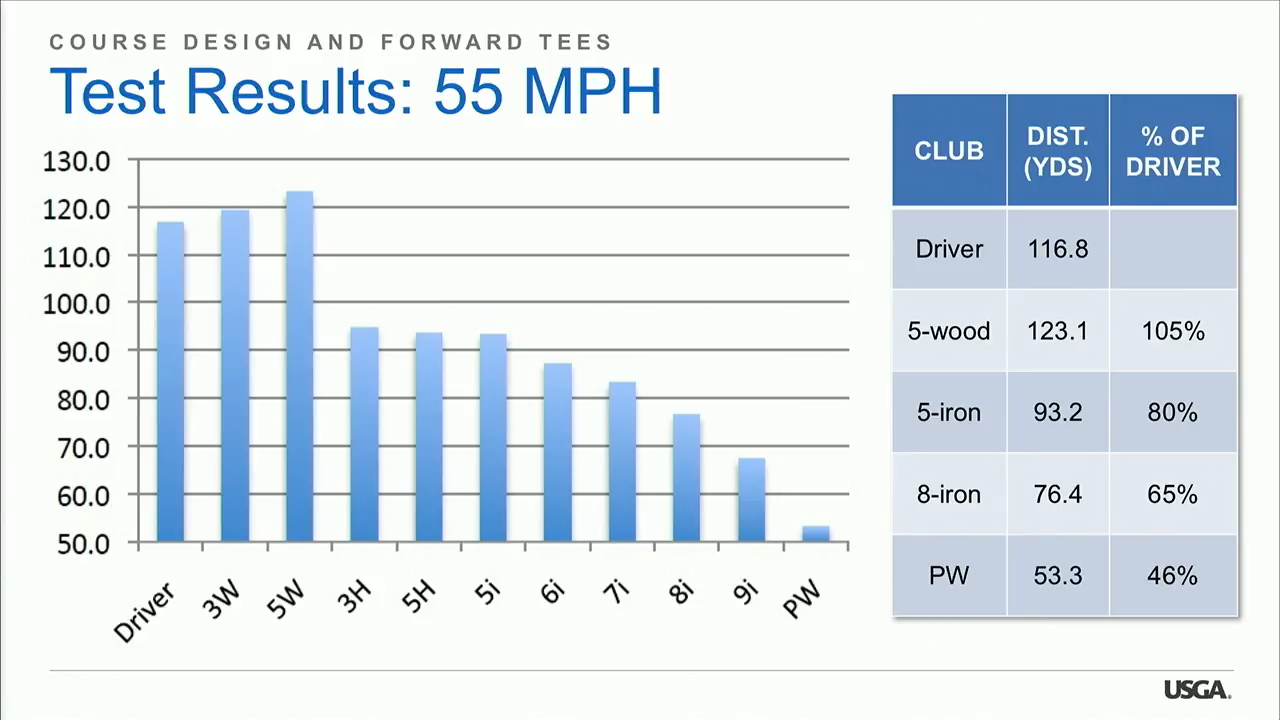 COURSE DESIGN AND FORWARD TEES
Test Results: 55 MPH
130.0
120.0
110.0
100.0
90.0
80.0
70.0
60.0
50.0
Driver 3W 5W 3H 5H 5i 6i 7i 8i 9i PW
CLUB DIST. (YDS) % OF DRIVER
Driver 116.8
5-wood 123.1 105%
5-iron 93.2 80%
8-iron 76.4 65%
PW 53.3 46%
USGA.